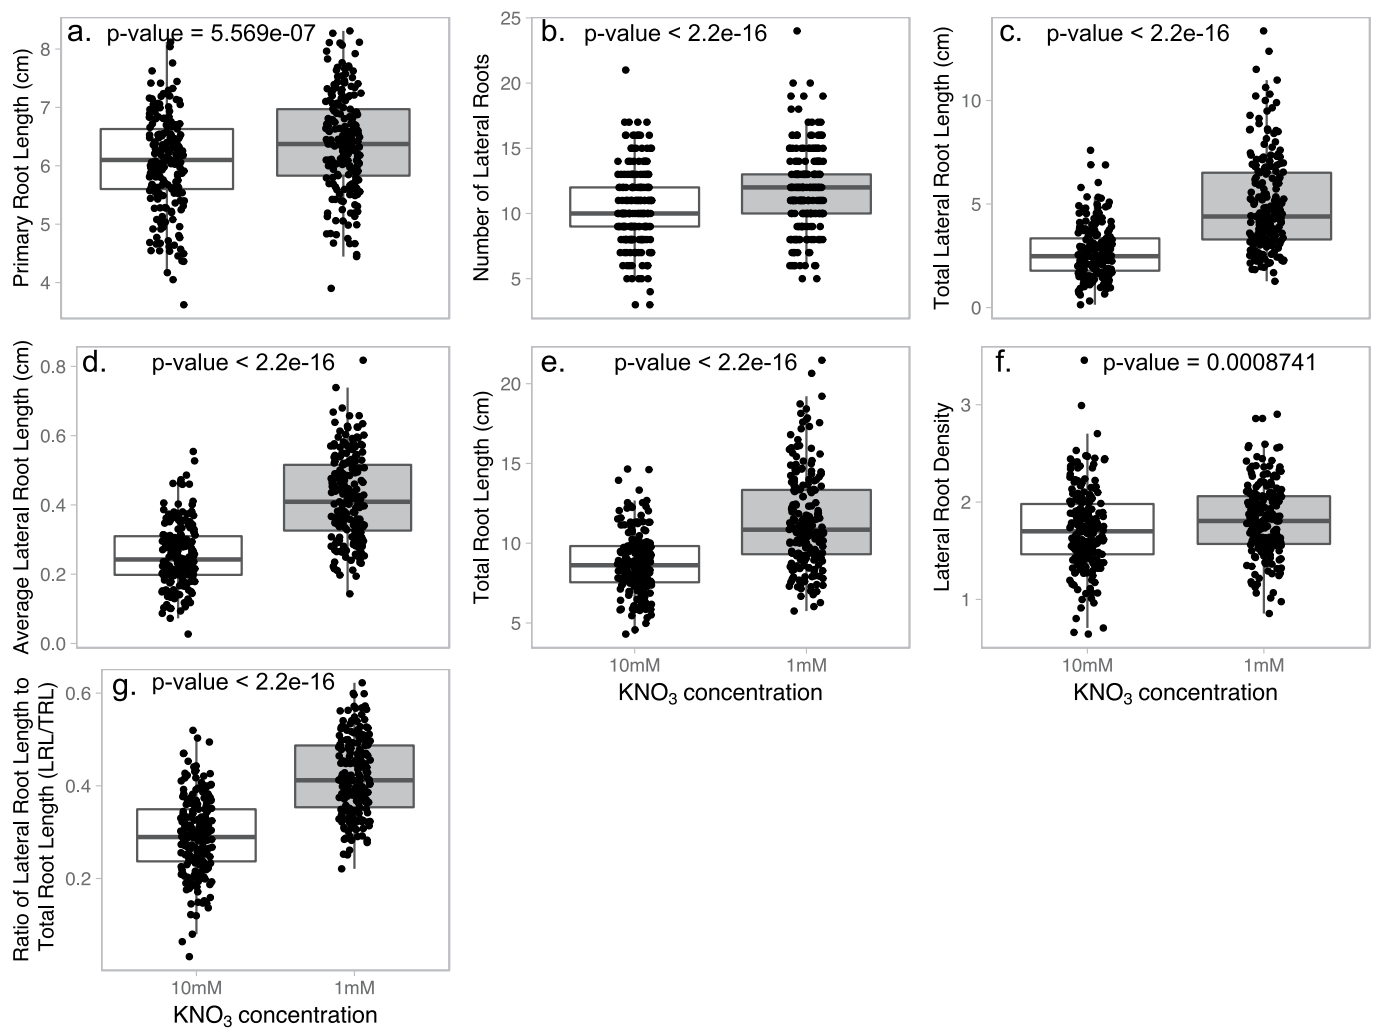 a. p-value = 5.569e-07
Primary Root Length (cm)
8
7
6
5
4
b. p-value < 2.2e-16
Number of Lateral Roots
25
20
15
10
5
c. p-value < 2.2e-16
Total Lateral Root Length (cm)
10
5
0
d. p-value < 2.2e-16
Average Lateral Root Length (cm)
0.8
0.6
0.4
0.2
0.0
e. p-value < 2.2e-16
Total Root Length (cm)
20
15
10
5
10mM 1mM
KNO3 concentration
f. p-value = 0.0008741
Lateral Root Density
3
2
1
10mM 1mM
KNO3 concentration
g. p-value < 2.2e-16
Ratio of Lateral Root Length to
Total Root Length (LRL/TRL)
0.6
0.4
0.2
10mM 1mM
KNO3 concentration